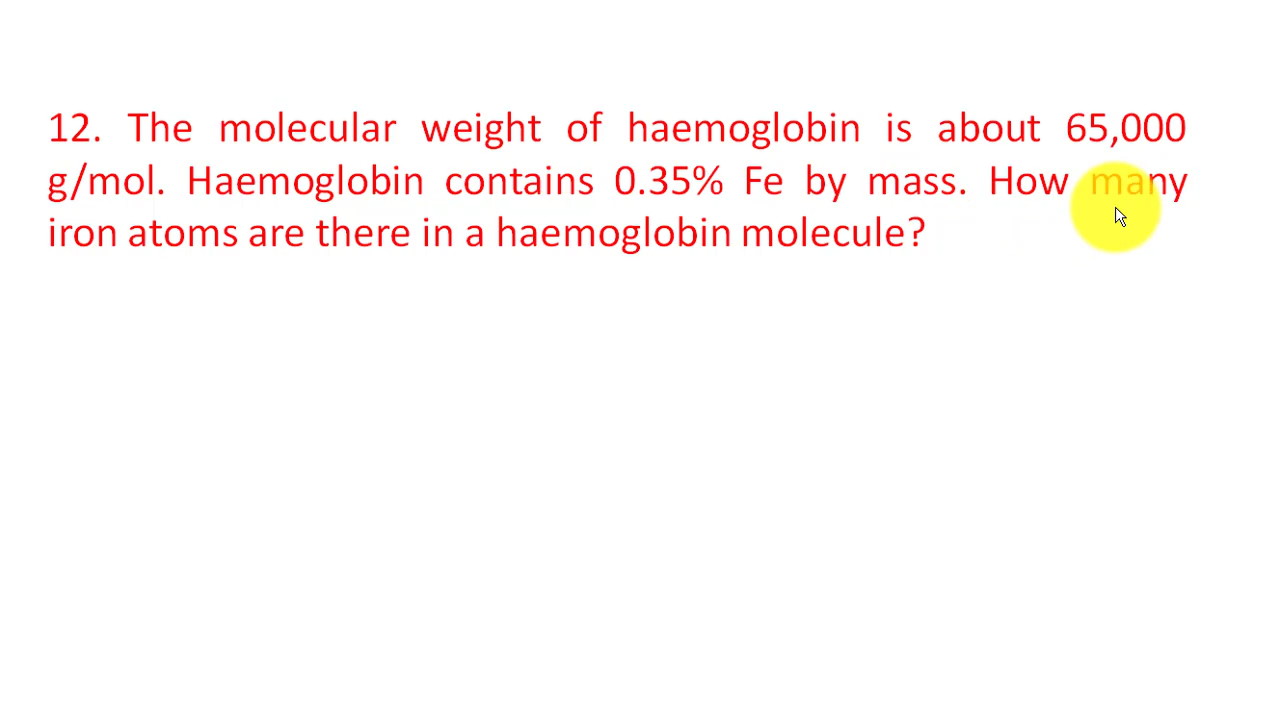 12. The molecular weight of haemoglobin is about 65,000
g/mol. Haemoglobin contains 0.35% Fe by mass. How many
iron atoms are there in a haemoglobin molecule?